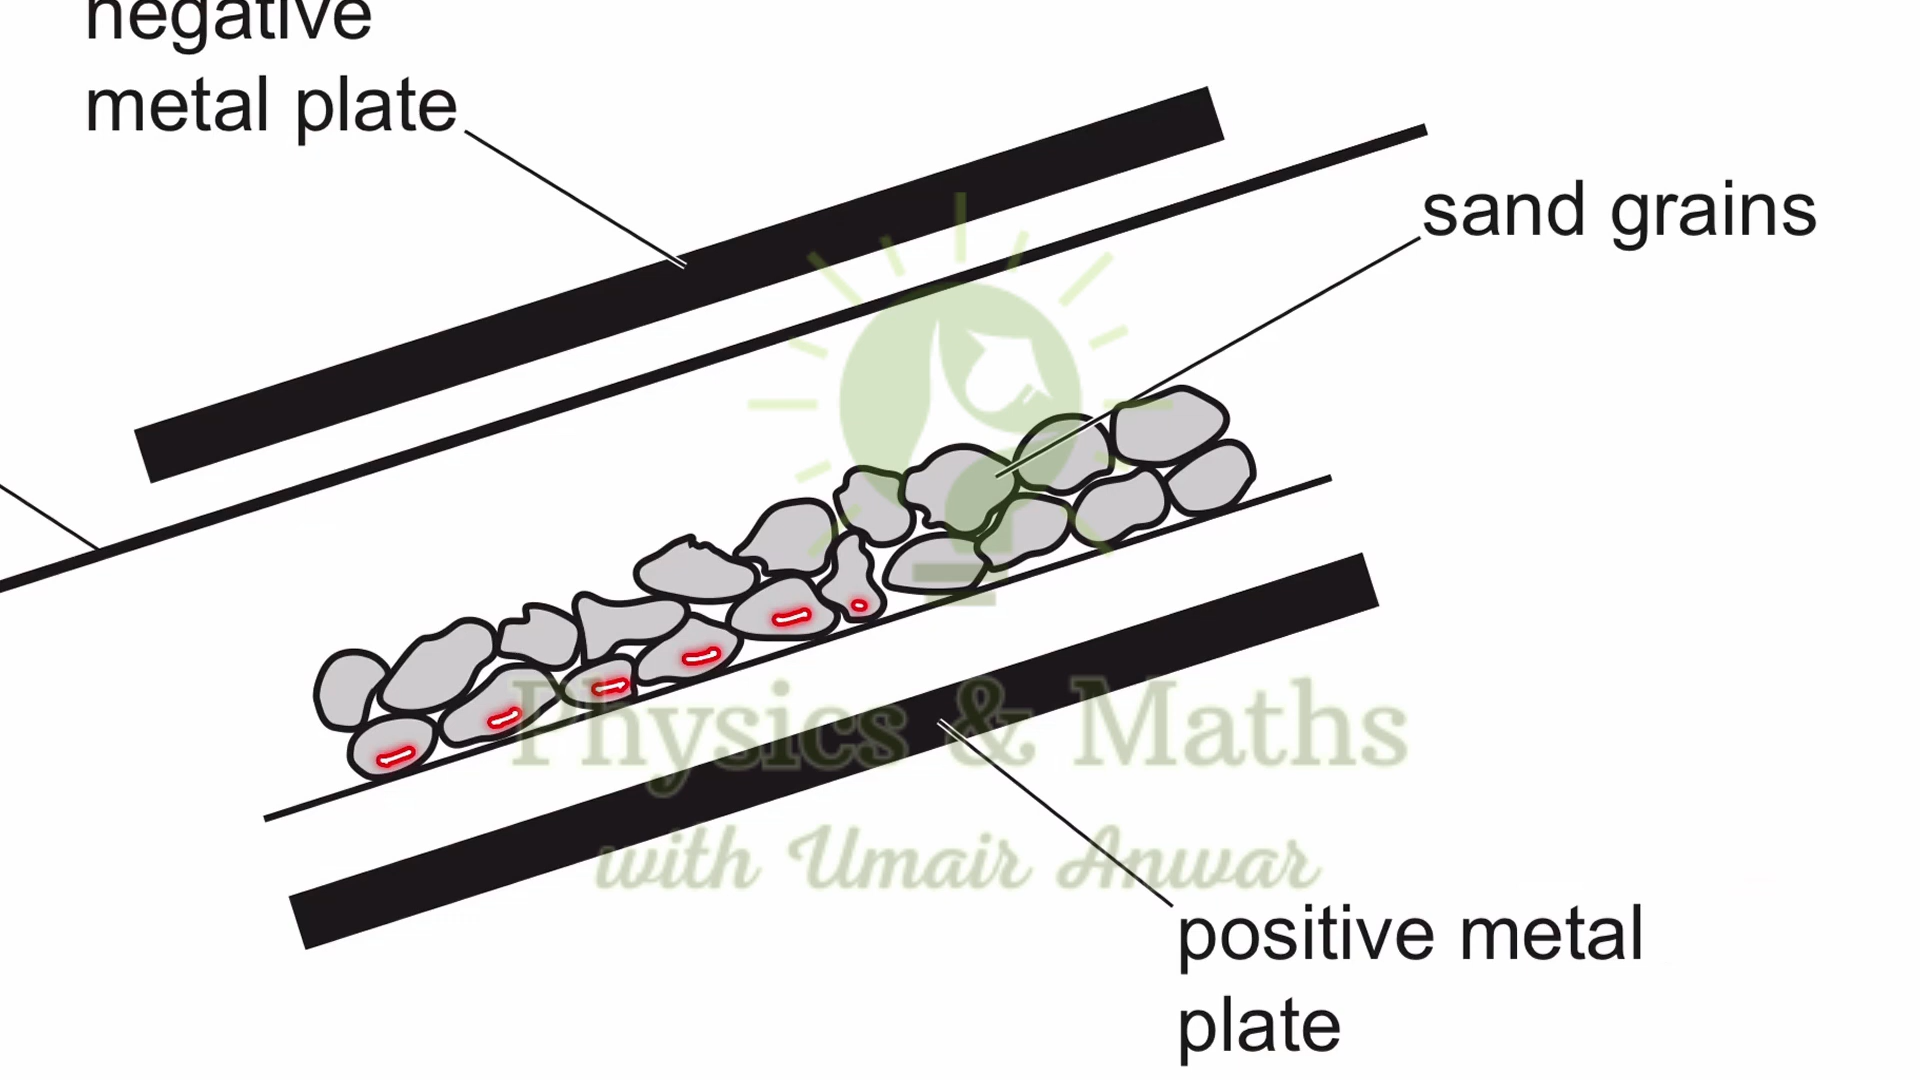 negative
metal plate
sand grains
Physics & Maths
with Umair Anwar
positive metal
plate